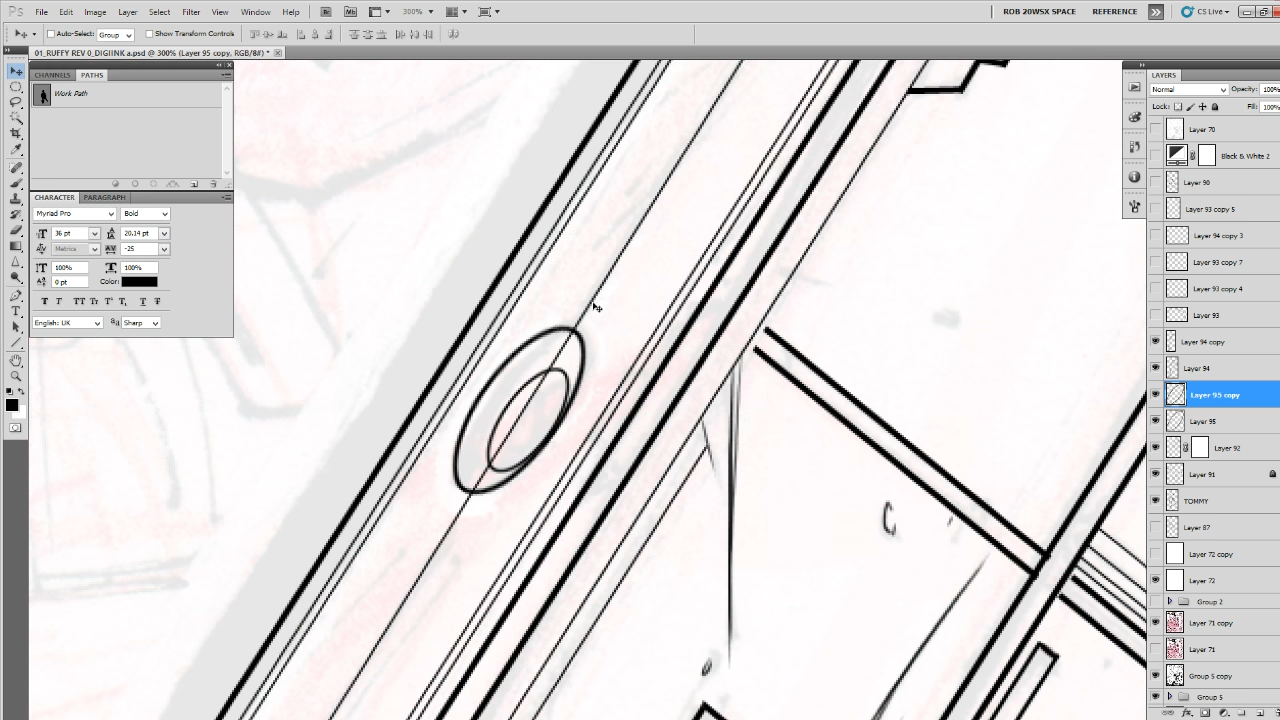 Ps File Edit Image Layer Select Filter View Window Help Br Mb 300% ROB 20WSX SPACE REFERENCE CS Live
Auto-Select: Group Show Transform Controls
01_RUFFY REV 0_DIGIINK a.psd @ 300% (Layer 95 copy, RGB/8#) *
CHANNELS PATHS
Work Path
CHARACTER PARAGRAPH
Myriad Pro Bold
36 pt 20.14 pt
Metrics -25
100% 100%
0 pt Color:
English: UK Sharp
LAYERS
Normal Opacity: 100%
Lock: Fill: 100%
Layer 70
Black & White 2
Layer 90
Layer 93 copy 5
Layer 94 copy 3
Layer 93 copy 7
Layer 93 copy 4
Layer 93
Layer 94 copy
Layer 94
Layer 95 copy
Layer 95
Layer 92
Layer 91
TOMMY
Layer 87
Layer 72 copy
Layer 72
Group 2
Layer 71 copy
Layer 71
Group 5 copy
Group 5